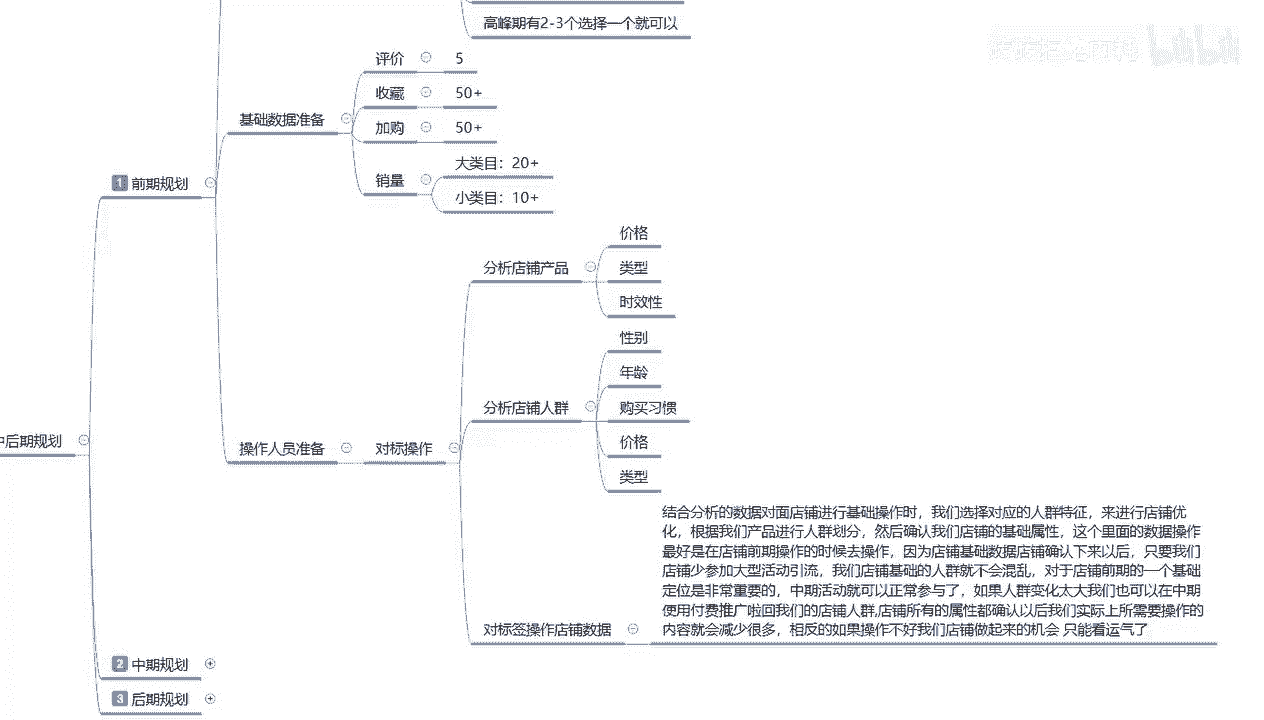 高峰期有2-3个选择一个就可以
评价
5
收藏
50+
基础数据准备
加购
50+
销量
大类目：20+
小类目：10+
1 前期规划
分析店铺产品
价格
类型
时效性
性别
年龄
分析店铺人群
购买习惯
价格
类型
后期规划
操作人员准备
对标操作
结合分析的数据对面店铺进行基础操作时，我们选择对应的人群特征，来进行店铺优
化，根据我们产品进行人群划分，然后确认我们店铺的基础属性，这个里面的数据操作
最好是在店铺前期操作的时候去操作，因为店铺基础数据店铺确认下来以后，只要我们
店铺少参加大型活动引流，我们店铺基础的人群就不会混乱，对于店铺前期的一个基础
定位是非常重要的，中期活动就可以正常参与了，如果人群变化太大我们也可以在中期
使用付费推广啦回我们的店铺人群,店铺所有的属性都确认以后我们实际上所需要操作的
内容就会减少很多，相反的如果操作不好我们店铺做起来的机会 只能看运气了
对标签操作店铺数据
2 中期规划
3 后期规划
bilibili